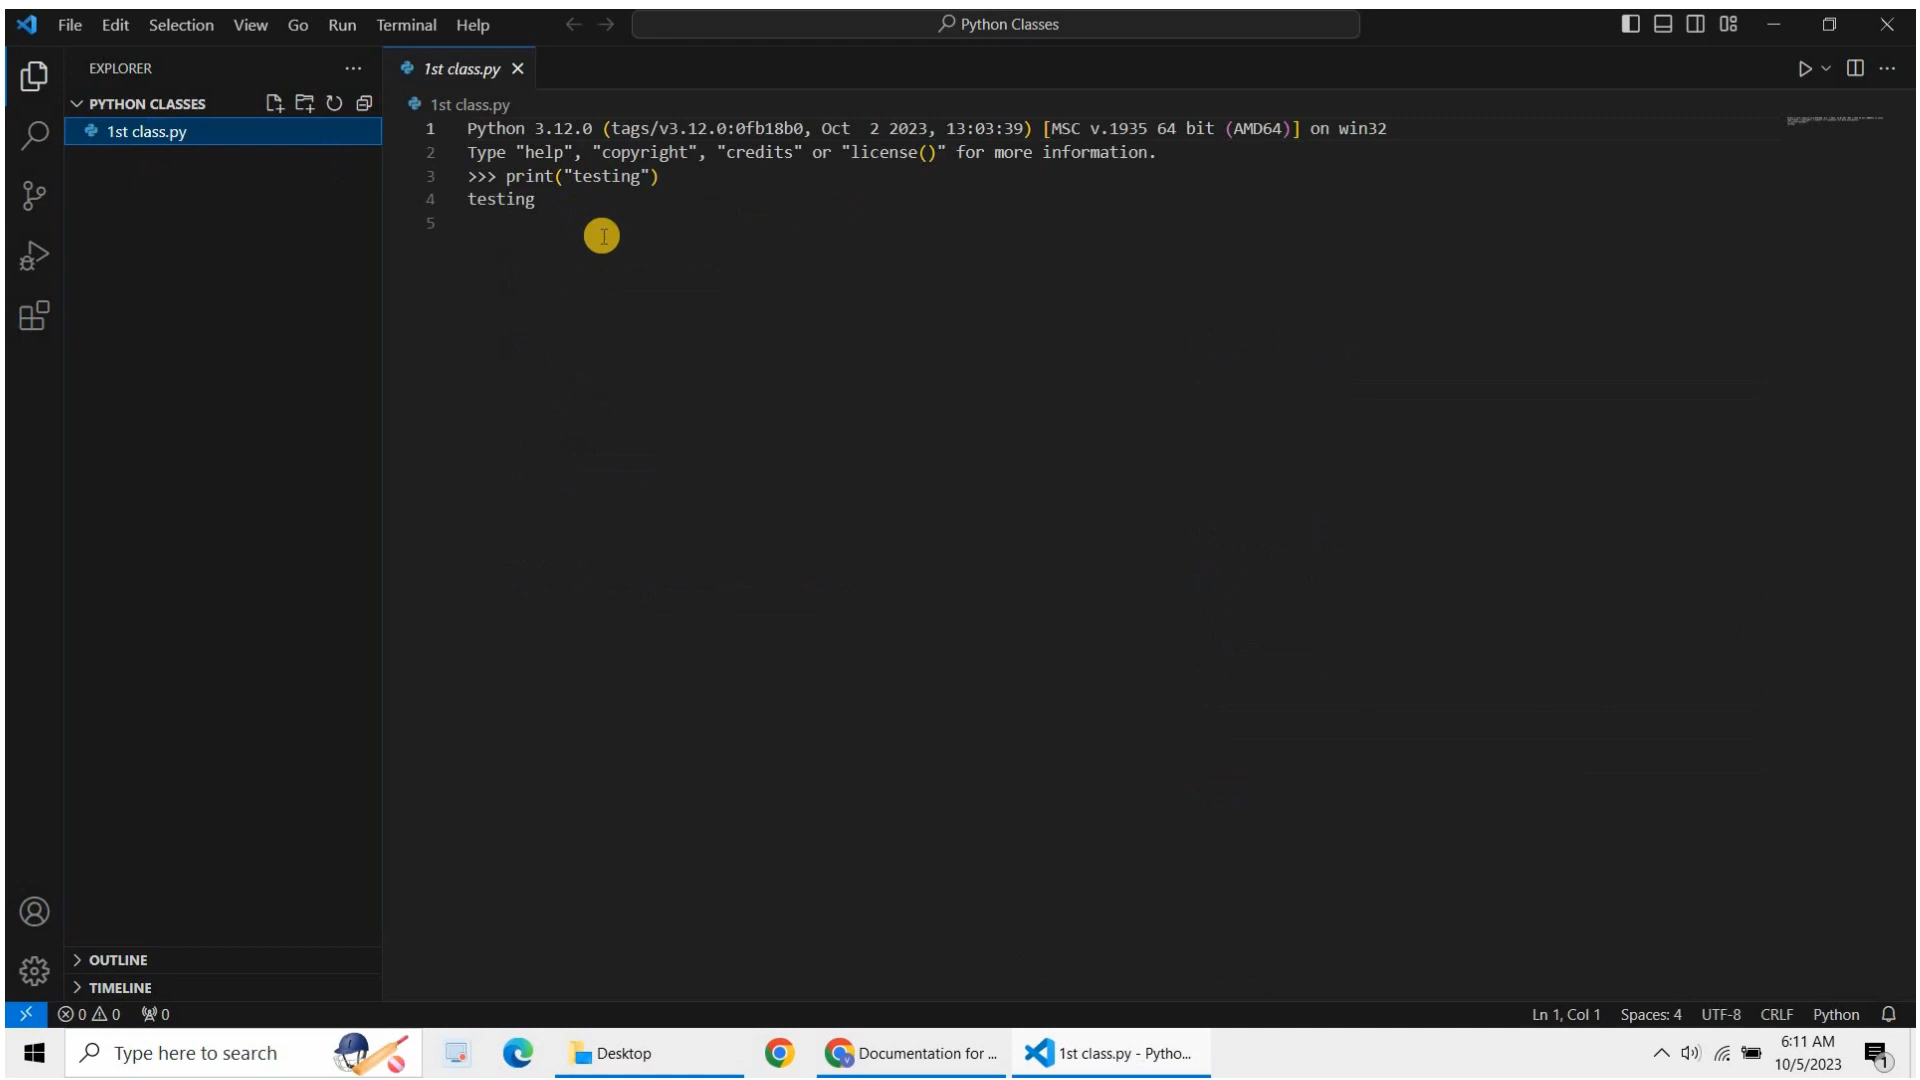 File Edit Selection View Go Run Terminal Help
Python Classes
EXPLORER
1st class.py
PYTHON CLASSES
1st class.py
1st class.py
1 Python 3.12.0 (tags/v3.12.0:0fb18b0, Oct  2 2023, 13:03:39) [MSC v.1935 64 bit (AMD64)] on win32
2 Type "help", "copyright", "credits" or "license()" for more information.
3 >>> print("testing")
4 testing
5
OUTLINE
TIMELINE
0 0 0
Ln 1, Col 1 Spaces: 4 UTF-8 CRLF Python
Type here to search
Desktop
Documentation for ...
1st class.py - Pytho...
6:11 AM
10/5/2023
1